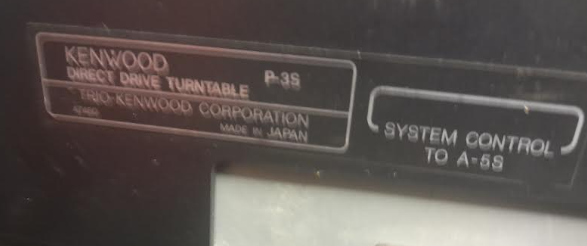 KENWOOD
DIRECT DRIVE TURNTABLE P-3S
TRIO-KENWOOD CORPORATION
MADE IN JAPAN
SYSTEM CONTROL
TO A-5S